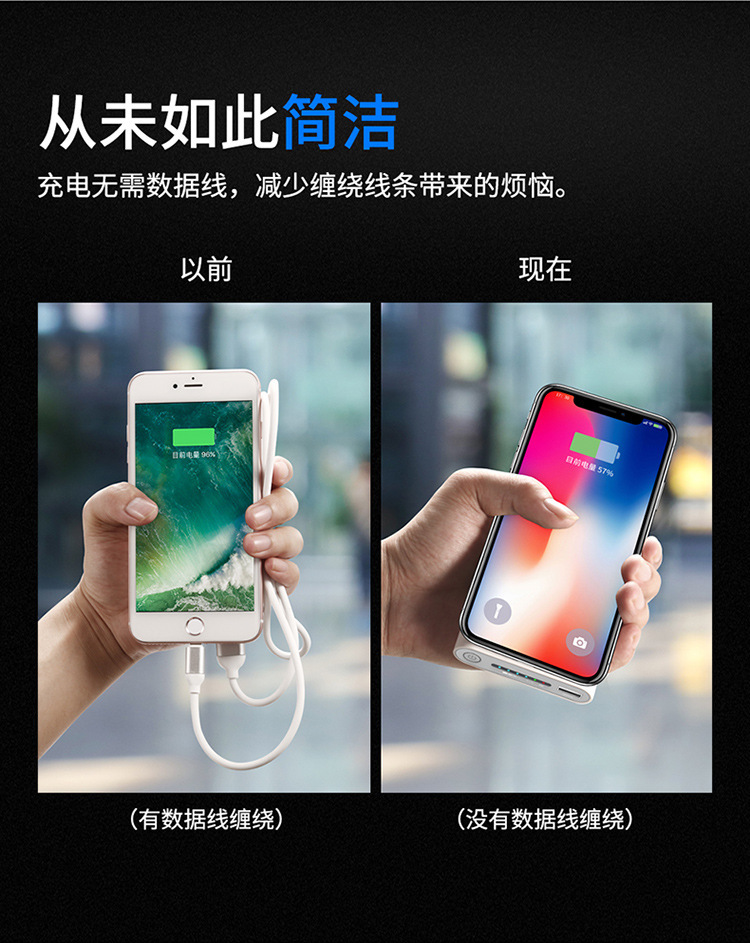 从未如此简洁
充电无需数据线，减少缠绕线条带来的烦恼。
以前
现在
目前电量 96%
目前电量 57%
（有数据线缠绕）
（没有数据线缠绕）